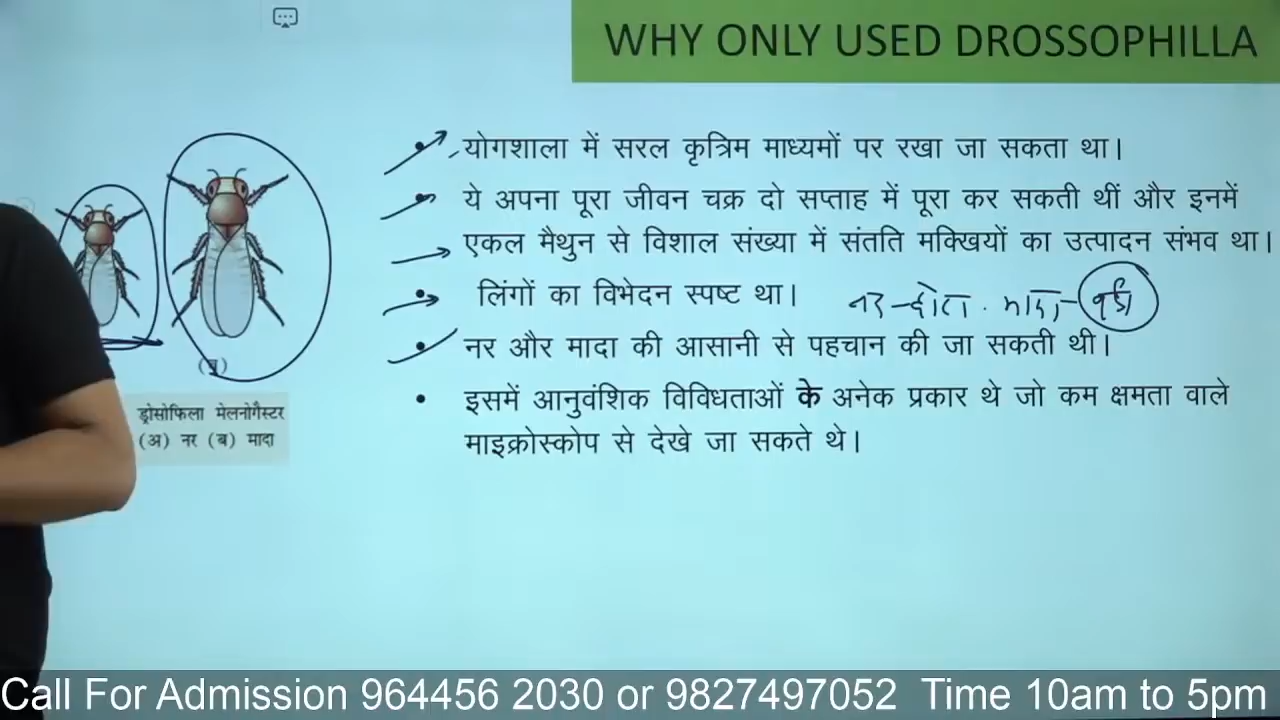 WHY ONLY USED DROSSOPHILLA
योगशाला में सरल कृत्रिम माध्यमों पर रखा जा सकता था।
ये अपना पूरा जीवन चक्र दो सप्ताह में पूरा कर सकती थीं और इनमें
एकल मैथुन से विशाल संख्या में संतति मक्खियों का उत्पादन संभव था।
लिंगों का विभेदन स्पष्ट था।
नर – छोटा . मादा –
नर और मादा की आसानी से पहचान की जा सकती थी।
इसमें आनुवंशिक विविधताओं के अनेक प्रकार थे जो कम क्षमता वाले
माइक्रोस्कोप से देखे जा सकते थे।
ड्रोसोफिला मेलनोगैस्टर
(अ) नर (ब) मादा
Call For Admission 964456 2030 or 9827497052 Time 10am to 5pm